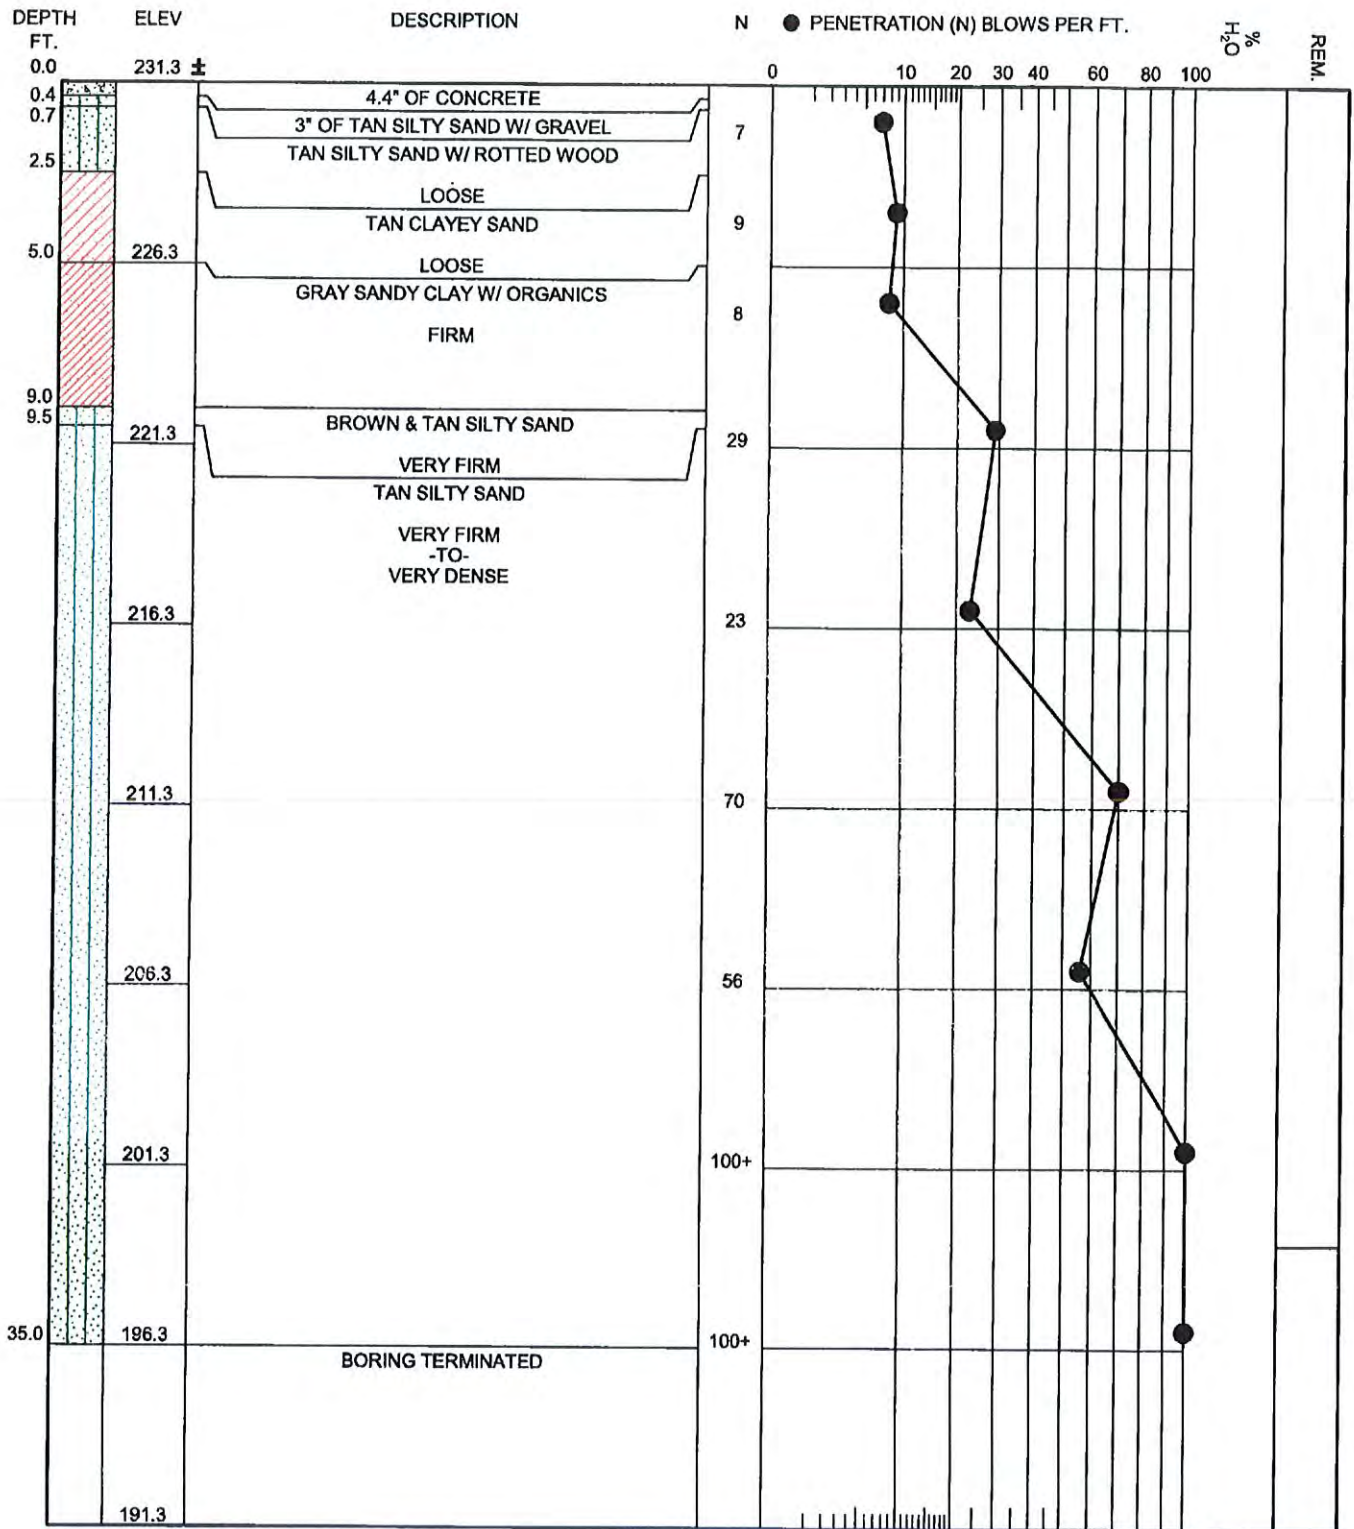 DEPTH ELEV DESCRIPTION N ● PENETRATION (N) BLOWS PER FT. % H₂O REM.
FT.
0.0 231.3 ± 0 10 20 30 40 60 80 100
0.4 4.4" OF CONCRETE
0.7 3" OF TAN SILTY SAND W/ GRAVEL 7
TAN SILTY SAND W/ ROTTED WOOD
2.5
LOOSE
TAN CLAYEY SAND 9
5.0 226.3
LOOSE
GRAY SANDY CLAY W/ ORGANICS
8
FIRM
9.0
9.5 BROWN & TAN SILTY SAND
221.3 29
VERY FIRM
TAN SILTY SAND
VERY FIRM
-TO-
VERY DENSE
216.3 23
211.3 70
206.3 56
201.3 100+
35.0 196.3 100+
BORING TERMINATED
191.3